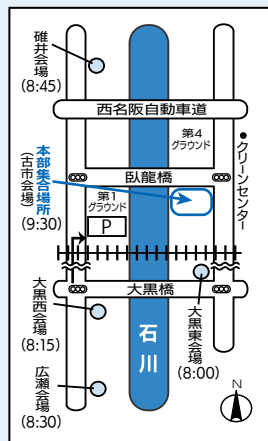 碓井会場
(8:45)
西名阪自動車道
第4
グラウンド
●クリーンセンター
臥龍橋
本部集合場所
(古市会場)
(9:30)
第1
グラウンド
P
大黒橋
石川
大黒西会場
(8:15)
大黒東会場
(8:00)
広瀬会場
(8:30)
N